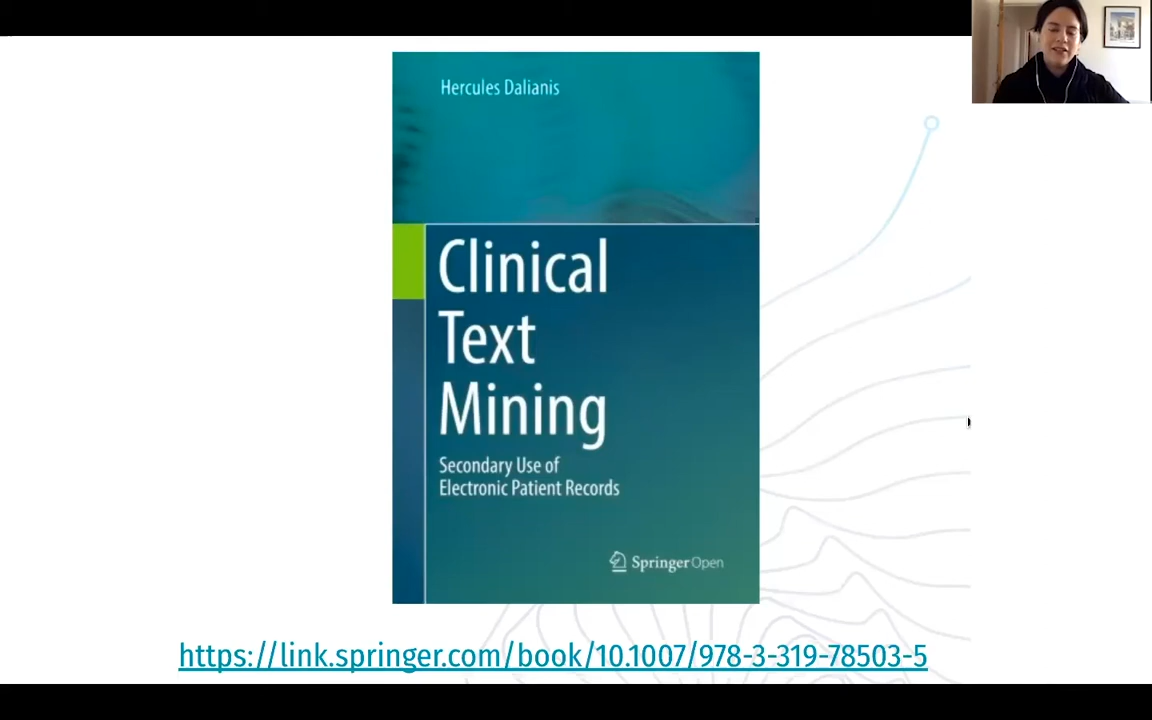 Hercules Dalianis
Clinical
Text
Mining
Secondary Use of
Electronic Patient Records
Springer Open
https://link.springer.com/book/10.1007/978-3-319-78503-5